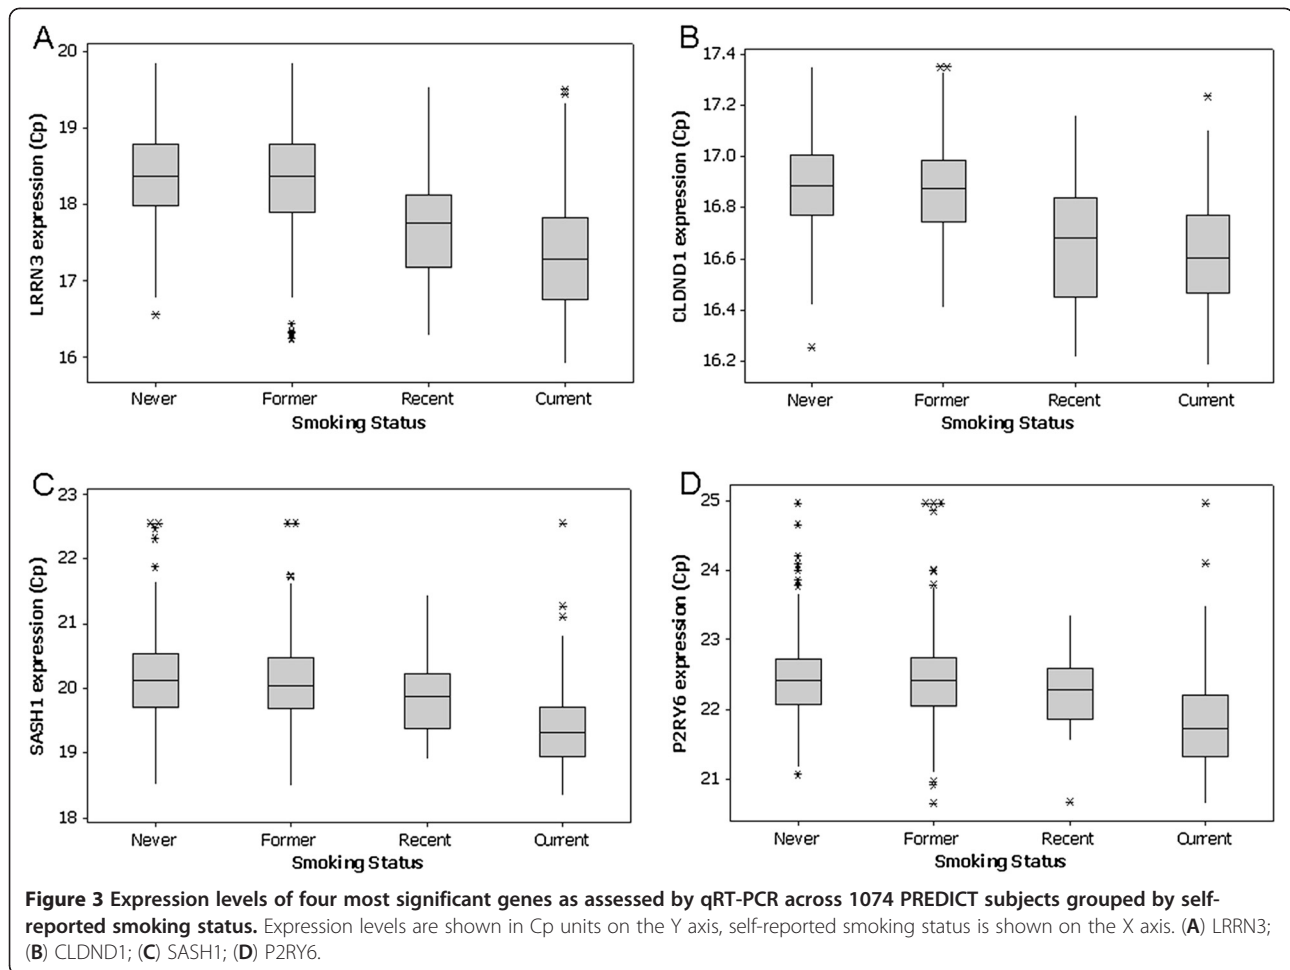 A
LRRN3 expression (Cp)
20
19
18
17
16
Never Former Recent Current
Smoking Status
B
CLDND1 expression (Cp)
17.4
17.2
17.0
16.8
16.6
16.4
16.2
Never Former Recent Current
Smoking Status
C
SASH1 expression (Cp)
23
22
21
20
19
18
Never Former Recent Current
Smoking Status
D
P2RY6 expression (Cp)
25
24
23
22
21
Never Former Recent Current
Smoking Status
Figure 3 Expression levels of four most significant genes as assessed by qRT-PCR across 1074 PREDICT subjects grouped by self-
reported smoking status. Expression levels are shown in Cp units on the Y axis, self-reported smoking status is shown on the X axis. (A) LRRN3;
(B) CLDND1; (C) SASH1; (D) P2RY6.